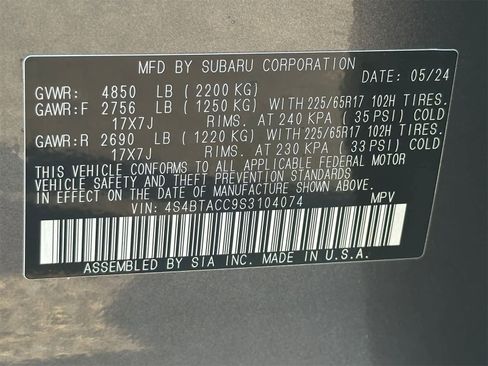 MFD BY SUBARU CORPORATION
DATE: 05/24
GVWR: 4850 LB (2200 KG)
GAWR:F 2756 LB (1250 KG) WITH 225/65R17 102H TIRES.
17X7J RIMS. AT 240 KPA (35 PSI) COLD
GAWR:R 2690 LB (1220 KG) WITH 225/65R17 102H TIRES.
17X7J RIMS. AT 230 KPA (33 PSI) COLD
THIS VEHICLE CONFORMS TO ALL APPLICABLE FEDERAL MOTOR
VEHICLE SAFETY AND THEFT PREVENTION STANDARDS
IN EFFECT ON THE DATE OF MANUFACTURE SHOWN ABOVE.
VIN: 4S4BTACC9S3104074 MPV
ASSEMBLED BY SIA INC. MADE IN U.S.A.